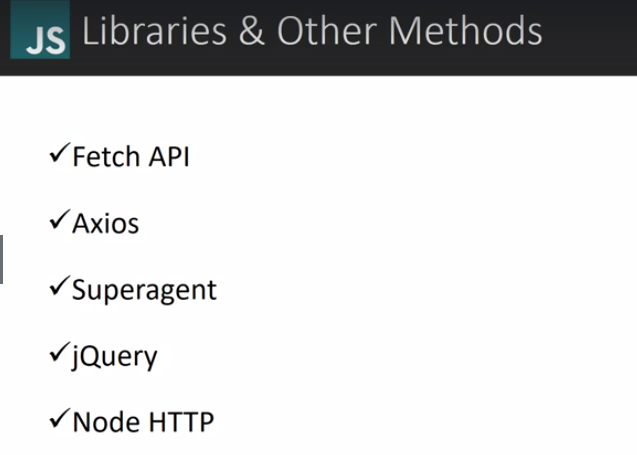 JS Libraries & Other Methods
✓Fetch API
✓Axios
✓Superagent
✓jQuery
✓Node HTTP